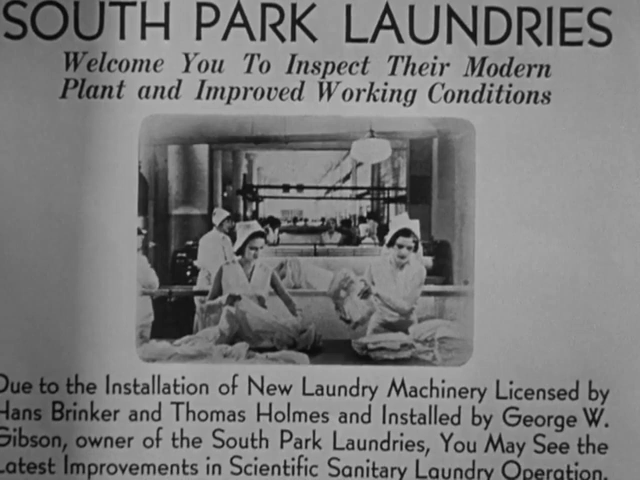 SOUTH PARK LAUNDRIES
Welcome You To Inspect Their Modern
Plant and Improved Working Conditions
Due to the Installation of New Laundry Machinery Licensed by
Hans Brinker and Thomas Holmes and Installed by George W.
Gibson, owner of the South Park Laundries, You May See the
Latest Improvements in Scientific Sanitary Laundry Operation.